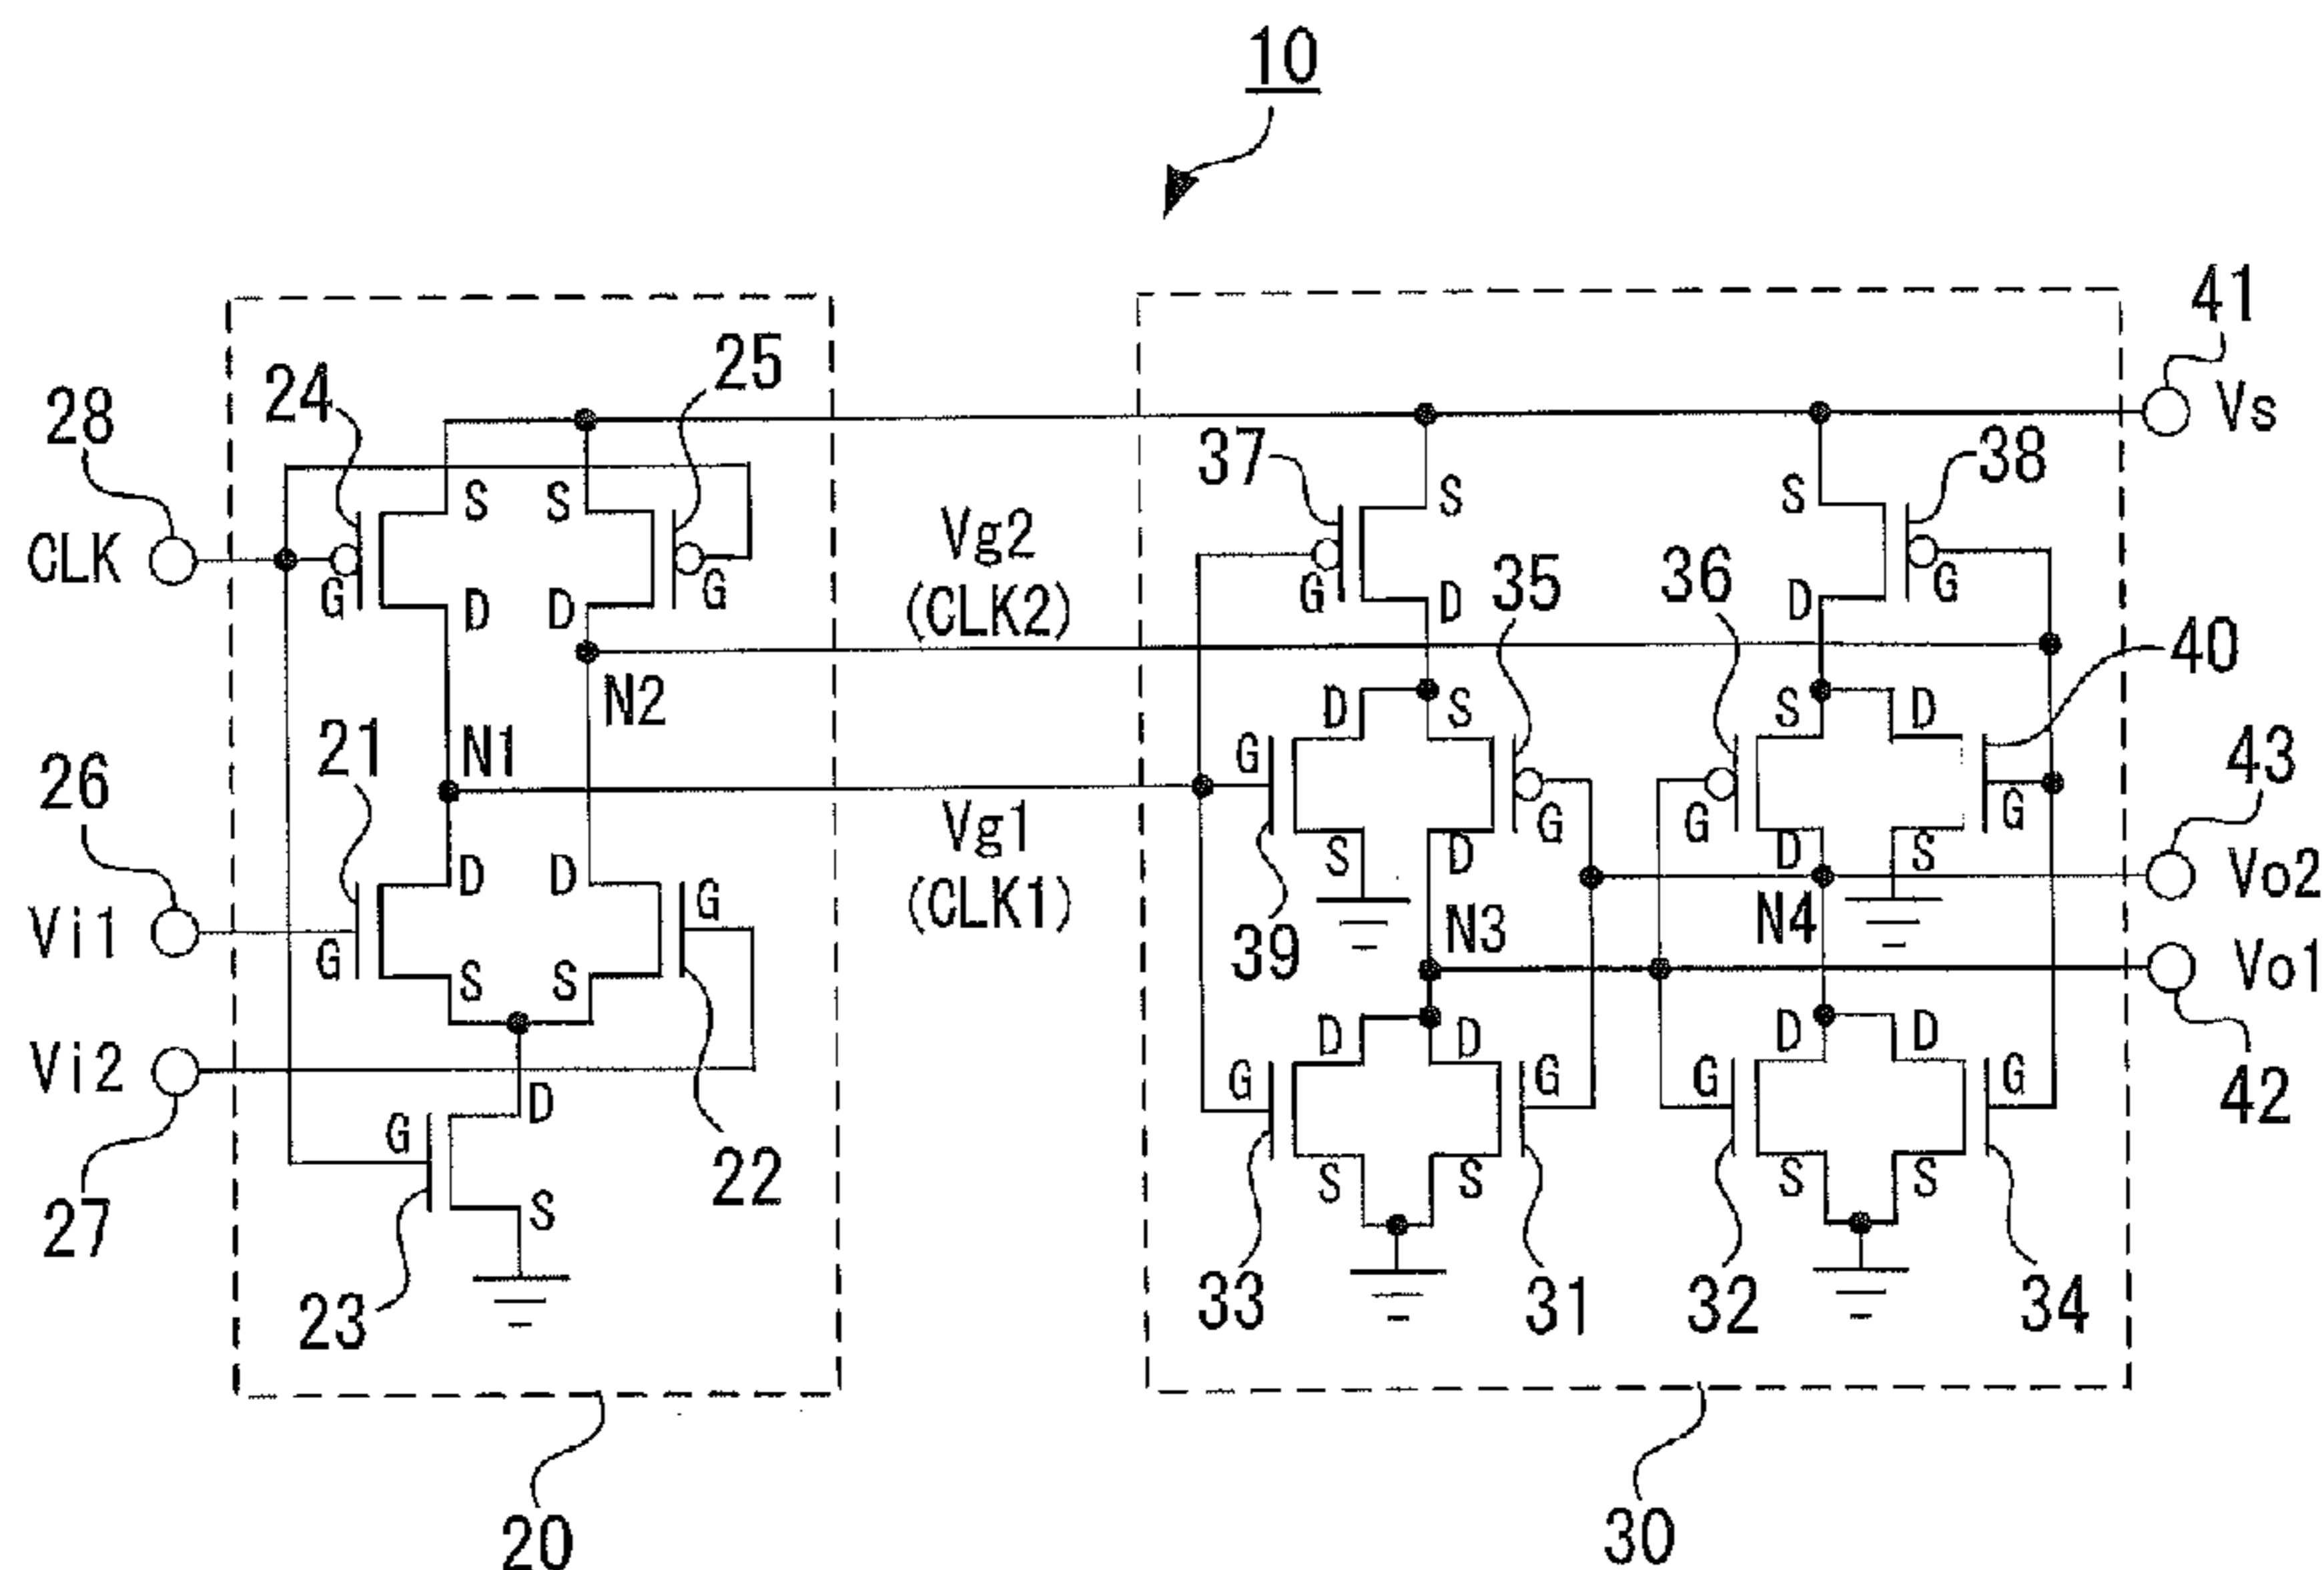 10
41
Vs
25
24
28
CLK
37
38
S
S
S
S
Vg2
(CLK2)
G
D
D
G
G
D
35
36
D
G
40
N2
D
S
S
D
21
N1
G
43
26
Vg1
(CLK1)
G
G
G
S
D
D
S
Vo2
Vi1
D
D
G
39
N3
N4
G
S
S
Vo1
Vi2
D
D
D
D
42
G
G
G
G
G
D
22
S
S
S
S
S
27
23
33
31
32
34
20
30